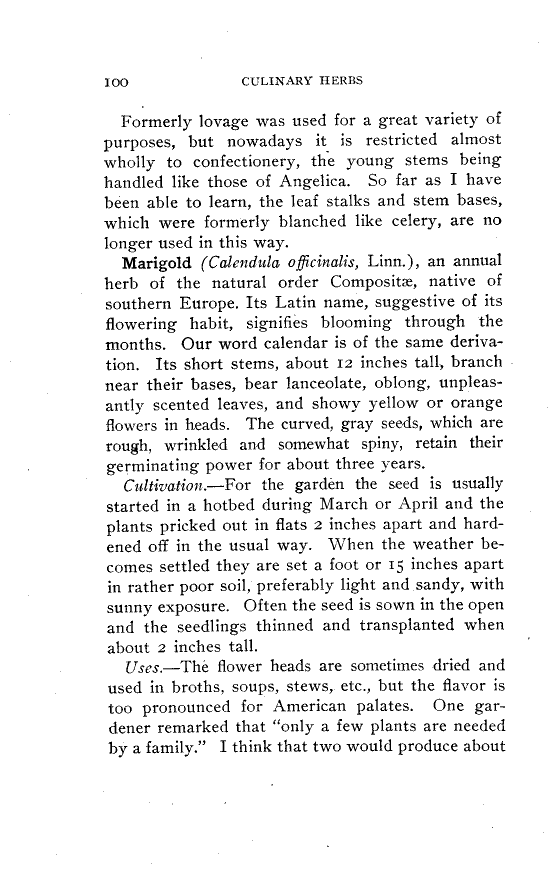 100 CULINARY HERBS
Formerly lovage was used for a great variety of
purposes, but nowadays it is restricted almost
wholly to confectionery, the young stems being
handled like those of Angelica. So far as I have
been able to learn, the leaf stalks and stem bases,
which were formerly blanched like celery, are no
longer used in this way.
Marigold (Calendula officinalis, Linn.), an annual
herb of the natural order Compositæ, native of
southern Europe. Its Latin name, suggestive of its
flowering habit, signifies blooming through the
months. Our word calendar is of the same deriva-
tion. Its short stems, about 12 inches tall, branch
near their bases, bear lanceolate, oblong, unpleas-
antly scented leaves, and showy yellow or orange
flowers in heads. The curved, gray seeds, which are
rough, wrinkled and somewhat spiny, retain their
germinating power for about three years.
Cultivation.—For the garden the seed is usually
started in a hotbed during March or April and the
plants pricked out in flats 2 inches apart and hard-
ened off in the usual way. When the weather be-
comes settled they are set a foot or 15 inches apart
in rather poor soil, preferably light and sandy, with
sunny exposure. Often the seed is sown in the open
and the seedlings thinned and transplanted when
about 2 inches tall.
Uses.—The flower heads are sometimes dried and
used in broths, soups, stews, etc., but the flavor is
too pronounced for American palates. One gar-
dener remarked that "only a few plants are needed
by a family." I think that two would produce about